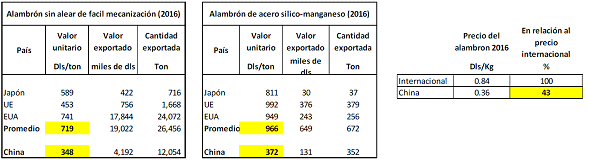 Alambrón sin alear de facil mecanización (2016)
País Valor unitario Valor exportado Cantidad exportada
Dls/ton miles de dls Ton
Japón 589 422 716
UE 453 756 1,668
EUA 741 17,844 24,072
Promedio 719 19,022 26,456
China 348 4,192 12,054
Alambrón de acero silico-manganeso (2016)
País Valor unitario Valor exportado Cantidad exportada
Dls/ton miles de dls Ton
Japón 811 30 37
UE 992 376 379
EUA 949 243 256
Promedio 966 649 672
China 372 131 352
Precio del alambron 2016 En relación al precio internacional
Dls/Kg %
Internacional 0.84 100
China 0.36 43